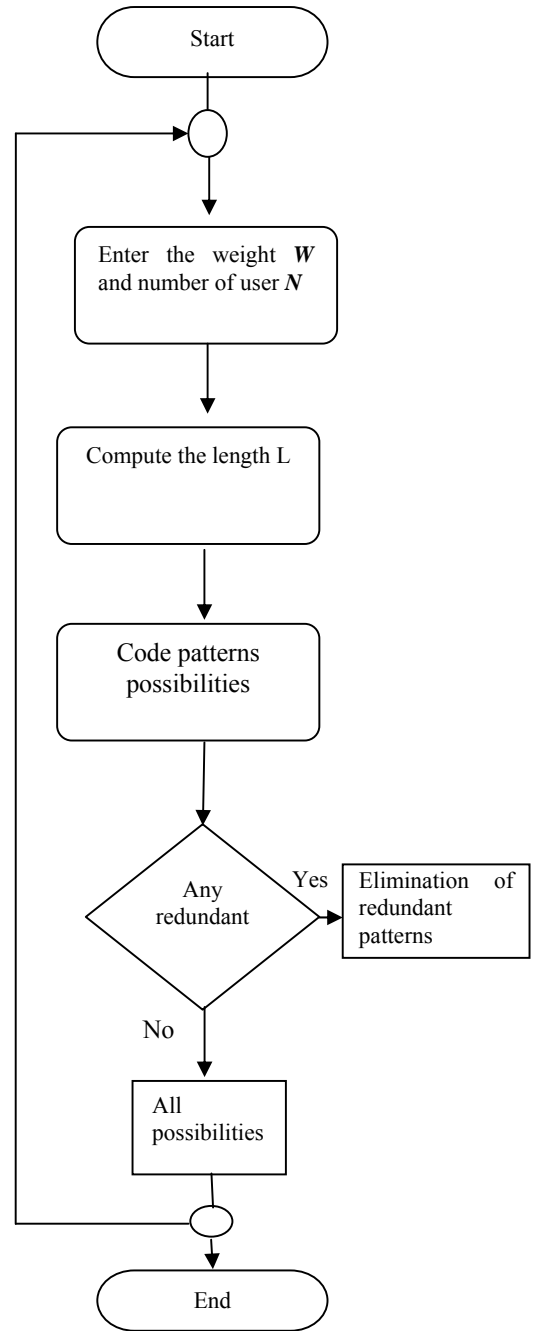 Start
Enter the weight W
and number of user N
Compute the length L
Code patterns
possibilities
Any
redundant
Yes
Elimination of
redundant
patterns
No
All
possibilities
End